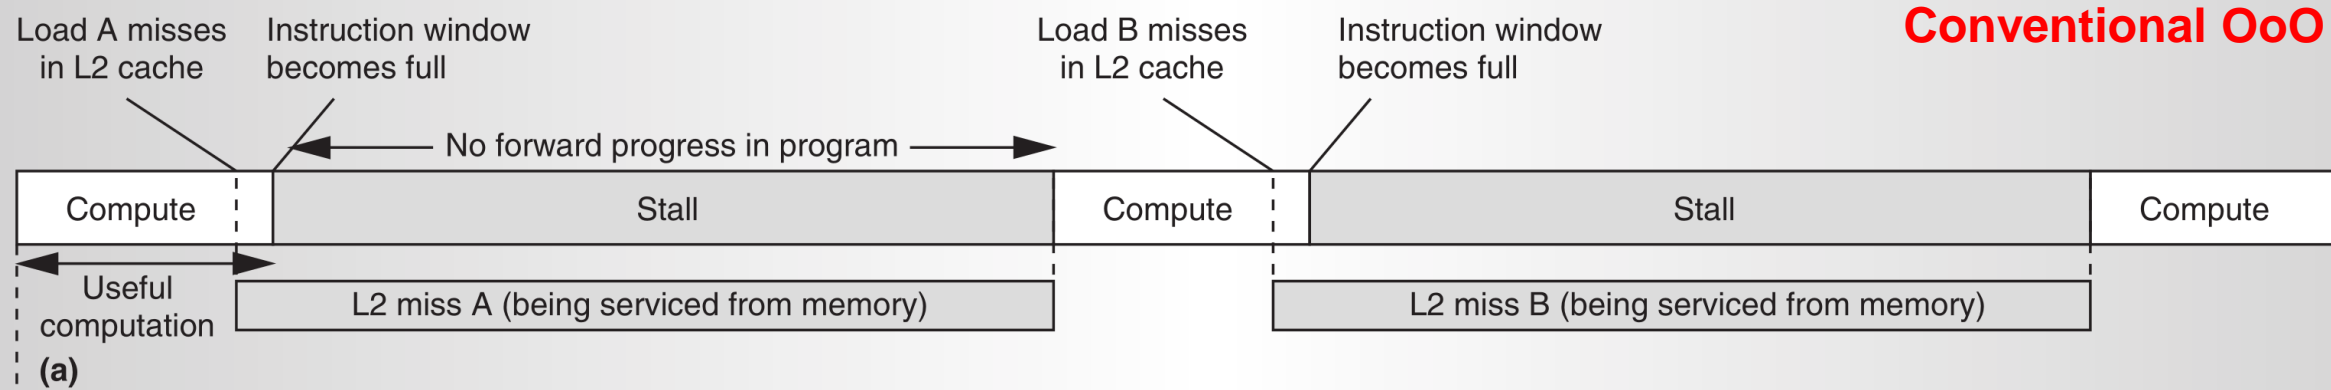 Conventional OoO
Load A misses
in L2 cache
Instruction window
becomes full
Load B misses
in L2 cache
Instruction window
becomes full
No forward progress in program
Compute
Stall
Compute
Stall
Compute
Useful
computation
L2 miss A (being serviced from memory)
L2 miss B (being serviced from memory)
(a)